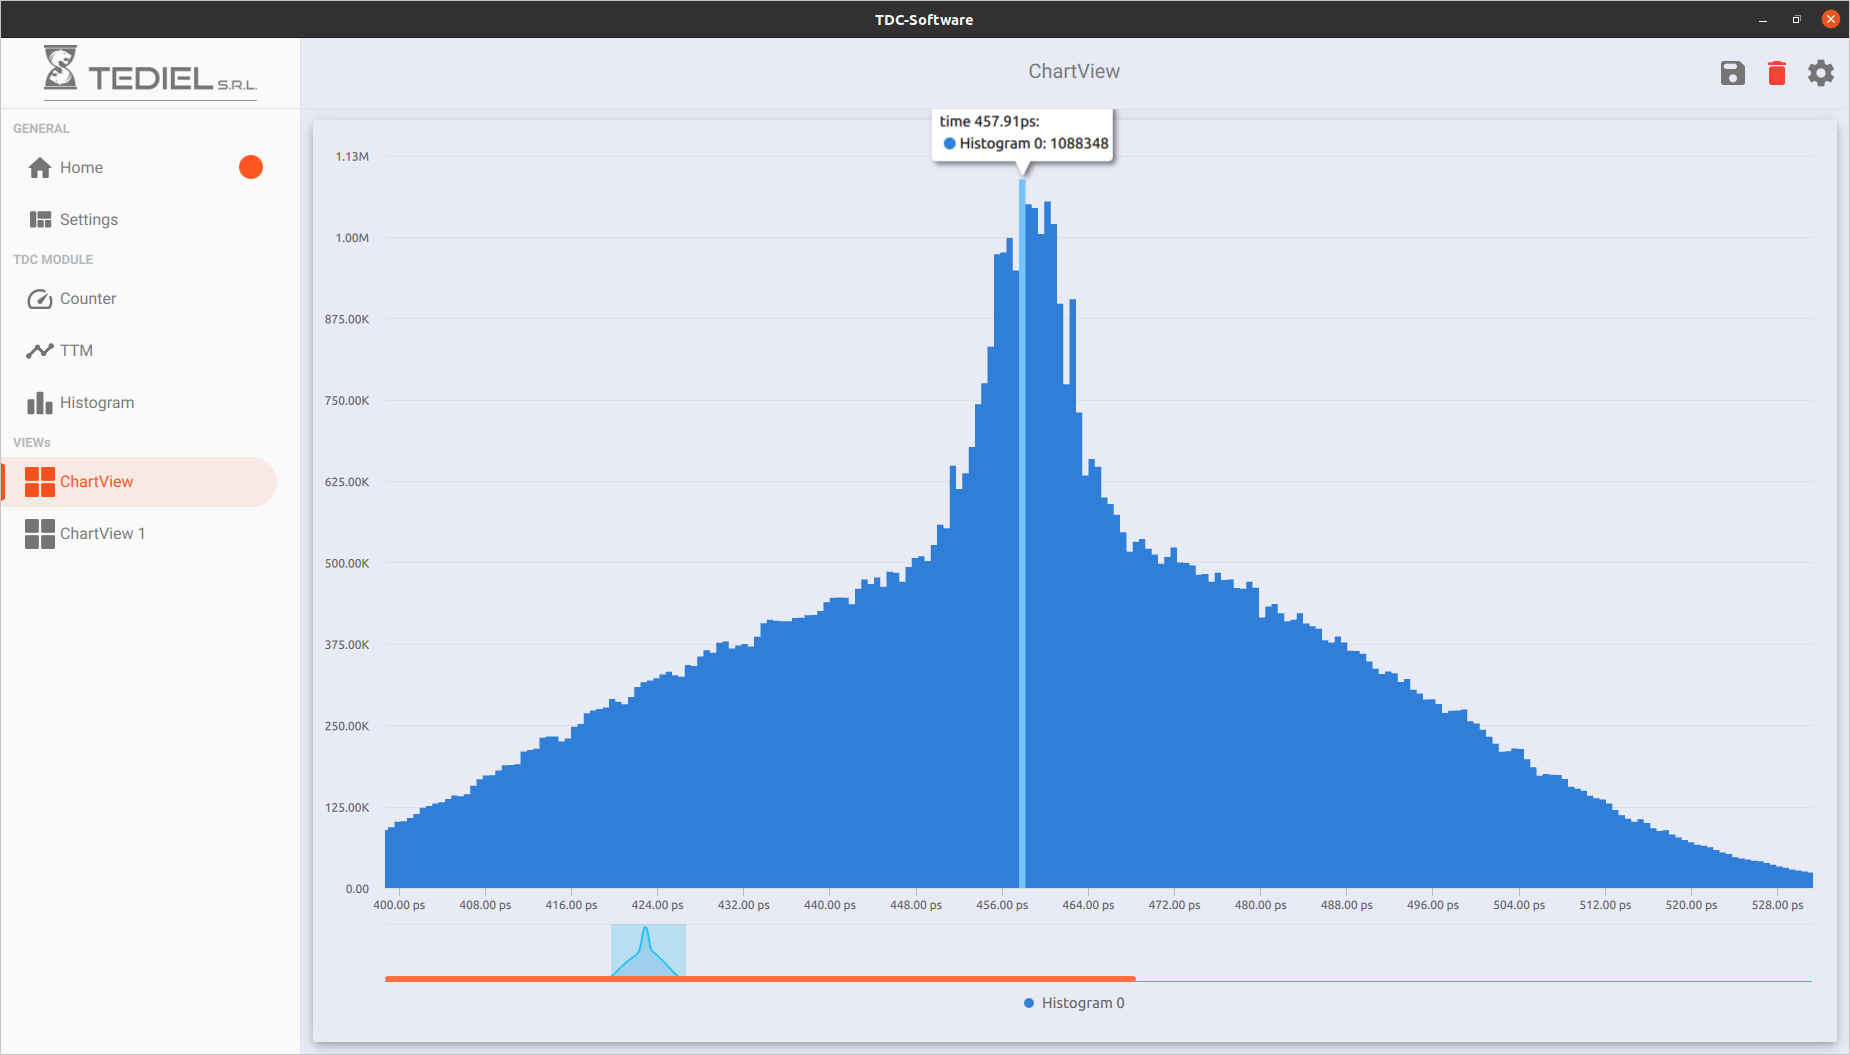 TDC-Software
TEDIEL S.R.L.
ChartView
GENERAL
Home
Settings
TDC MODULE
Counter
TTM
Histogram
VIEWs
ChartView
ChartView 1
time 457.91ps:
Histogram 0: 1088348
1.13M
1.00M
875.00K
750.00K
625.00K
500.00K
375.00K
250.00K
125.00K
0.00
400.00 ps 408.00 ps 416.00 ps 424.00 ps 432.00 ps 440.00 ps 448.00 ps 456.00 ps 464.00 ps 472.00 ps 480.00 ps 488.00 ps 496.00 ps 504.00 ps 512.00 ps 520.00 ps 528.00 ps
Histogram 0